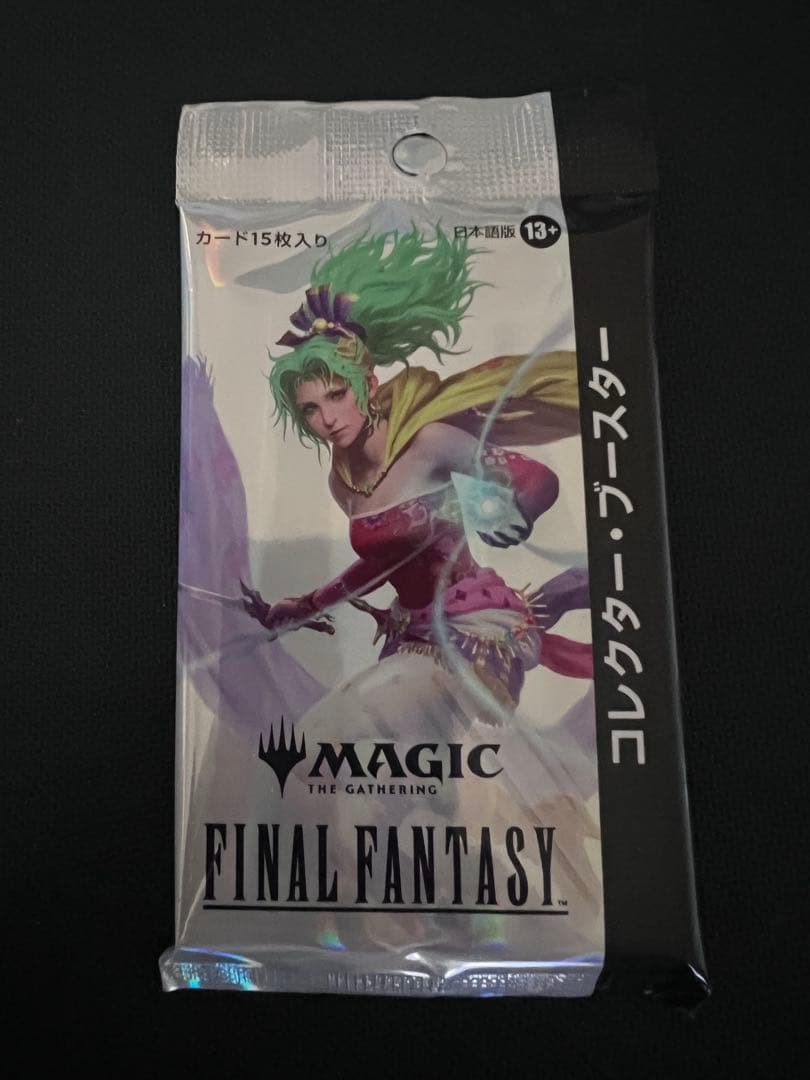 カード15枚入り
日本語版 13+
コレクター・ブースター
MAGIC
THE GATHERING
FINAL FANTASY™